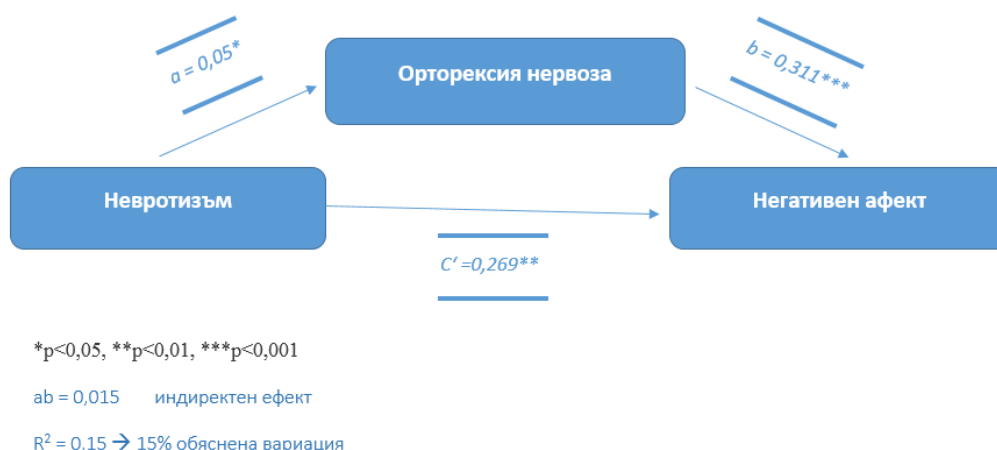 a = 0,05*
Орторексия нервоза
b = 0,311***
Невротизъм
Негативен афект
C′ =0,269**
*p<0,05, **p<0,01, ***p<0,001
ab = 0,015 индиректен ефект
R² = 0.15 → 15% обяснена вариация